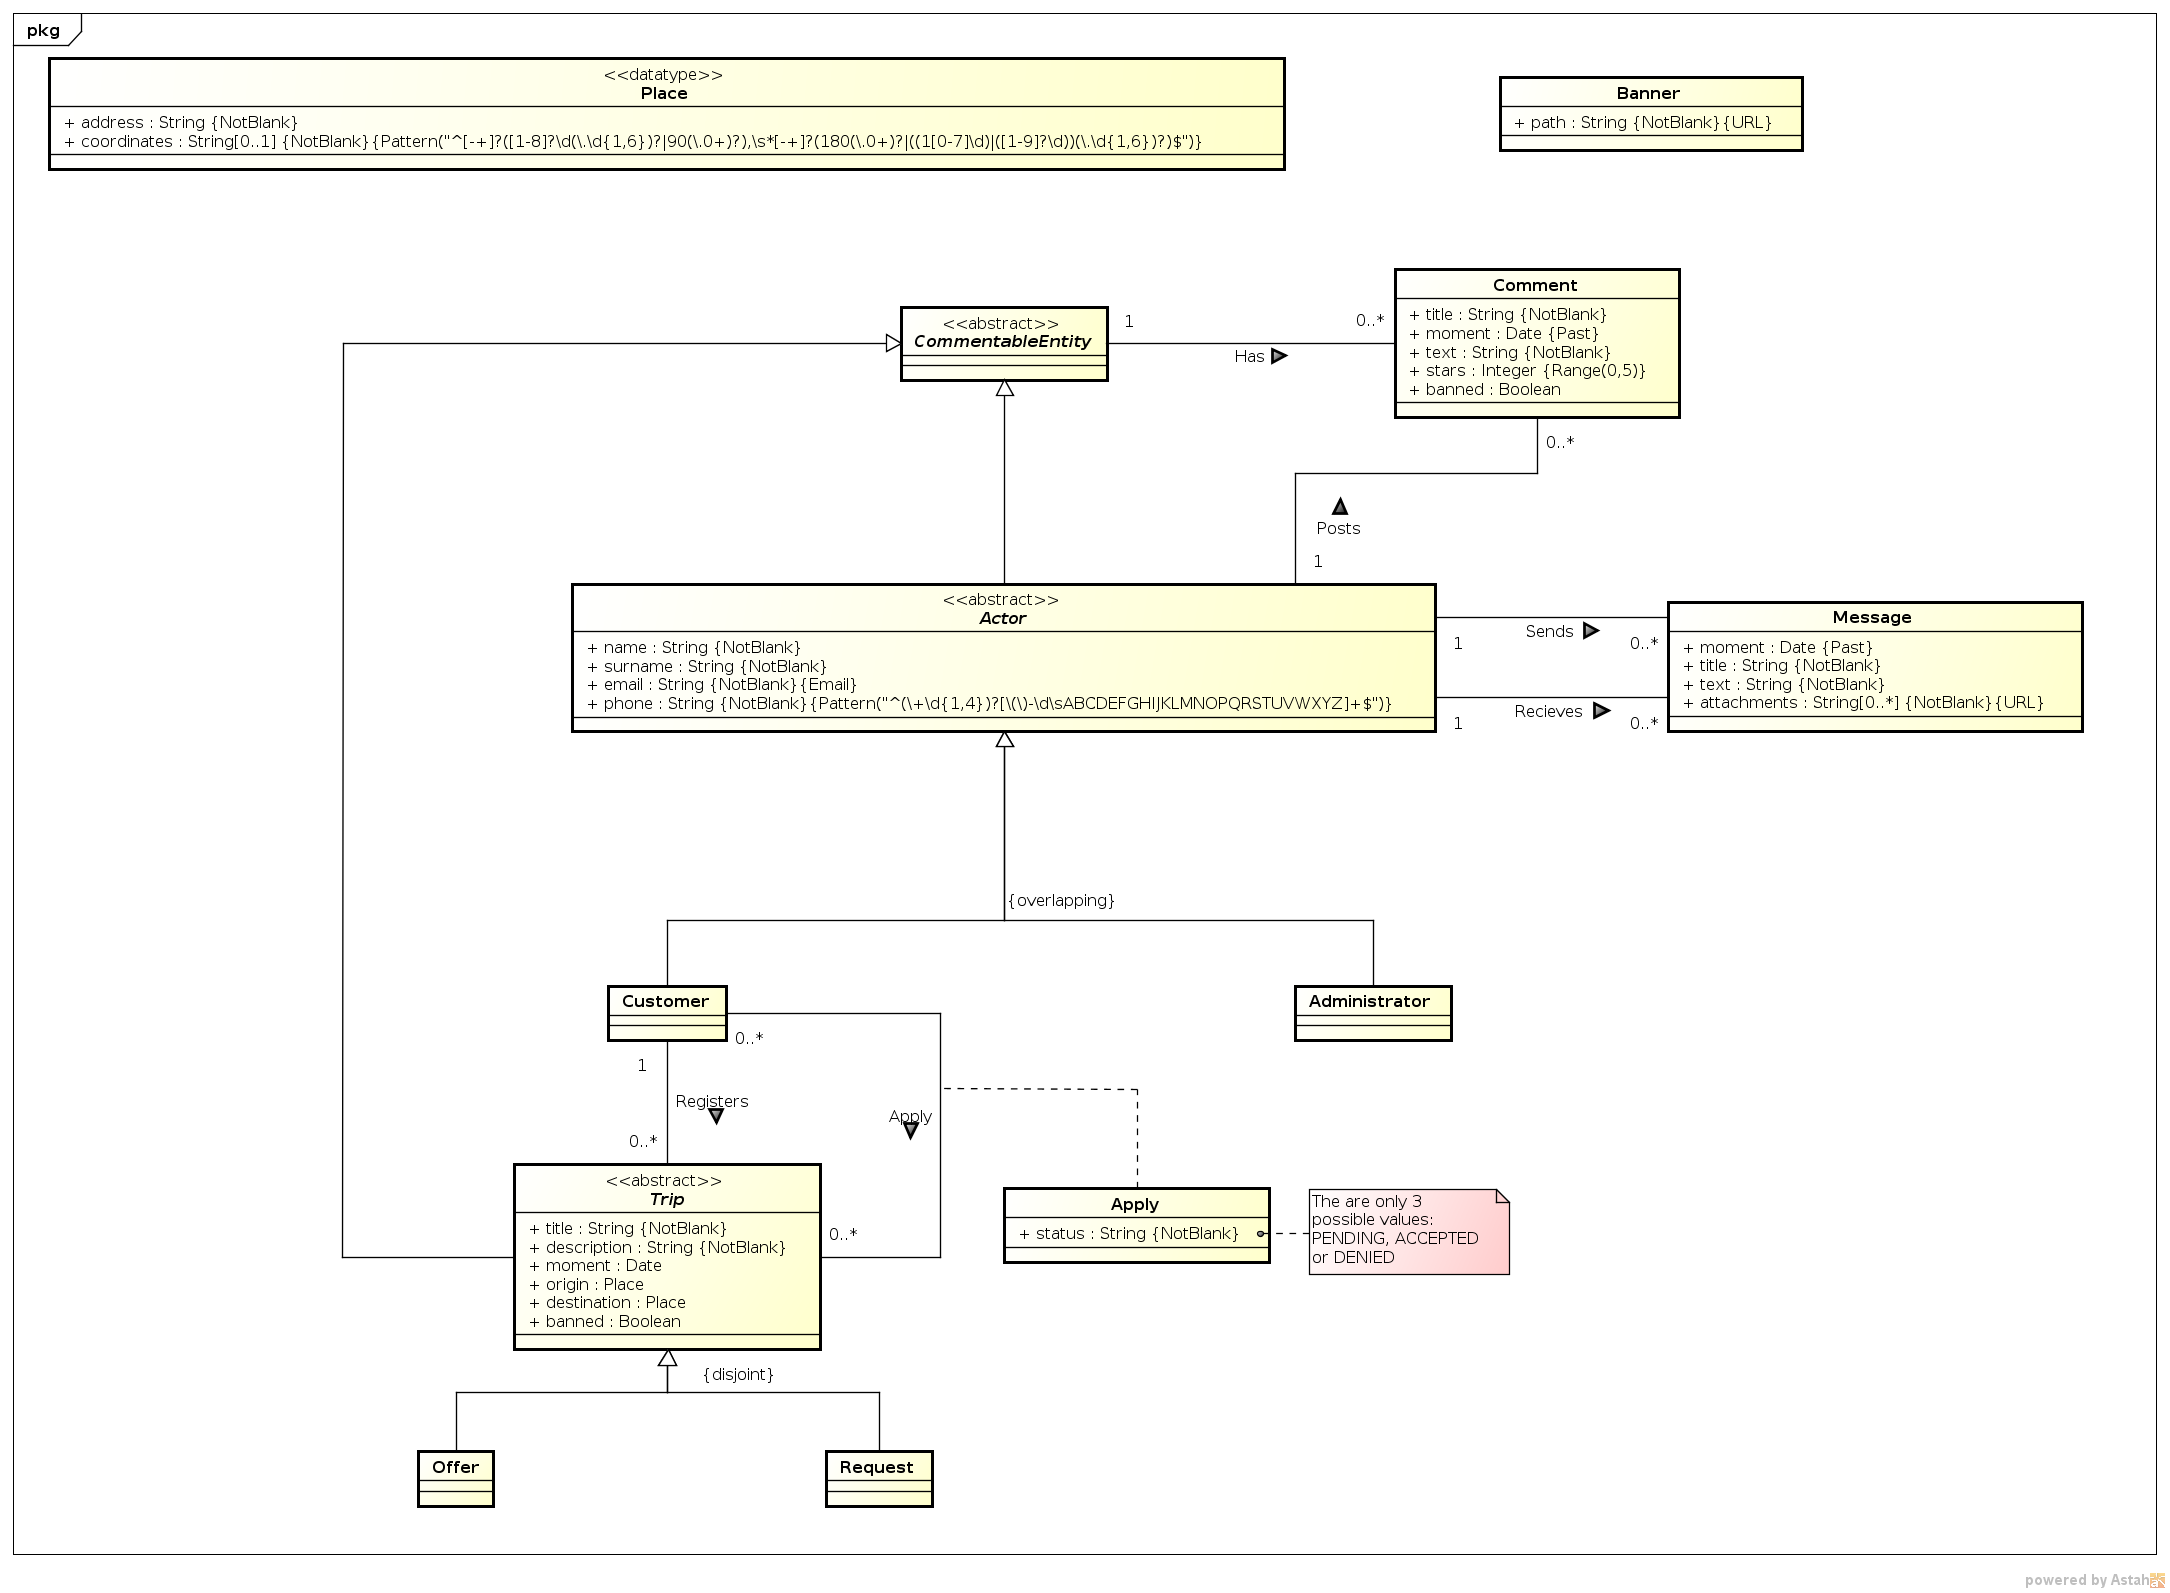 pkg
<<datatype>>
Place
+ address : String {NotBlank}
+ coordinates : String[0..1] {NotBlank}{Pattern("^[-+]?([1-8]?\d(\.\d{1,6})?|90(\.0+)?),\s*[-+]?(180(\.0+)?|((1[0-7]\d)|([1-9]?\d))(\.\d{1,6})?)$")}
Banner
+ path : String {NotBlank}{URL}
<<abstract>>
CommentableEntity
1
0..*
Has
Comment
+ title : String {NotBlank}
+ moment : Date {Past}
+ text : String {NotBlank}
+ stars : Integer {Range(0,5)}
+ banned : Boolean
0..*
Posts
1
<<abstract>>
Actor
+ name : String {NotBlank}
+ surname : String {NotBlank}
+ email : String {NotBlank}{Email}
+ phone : String {NotBlank}{Pattern("^(\+\d{1,4})?[\(\)-\d\sABCDEFGHIJKLMNOPQRSTUVWXYZ]+$")}
Sends
1
0..*
Recieves
1
0..*
Message
+ moment : Date {Past}
+ title : String {NotBlank}
+ text : String {NotBlank}
+ attachments : String[0..*] {NotBlank}{URL}
{overlapping}
Customer
Administrator
0..*
1
Registers
Apply
0..*
<<abstract>>
Trip
+ title : String {NotBlank}
+ description : String {NotBlank}
+ moment : Date
+ origin : Place
+ destination : Place
+ banned : Boolean
0..*
Apply
+ status : String {NotBlank}
The are only 3
possible values:
PENDING, ACCEPTED
or DENIED
{disjoint}
Offer
Request
powered by Astah